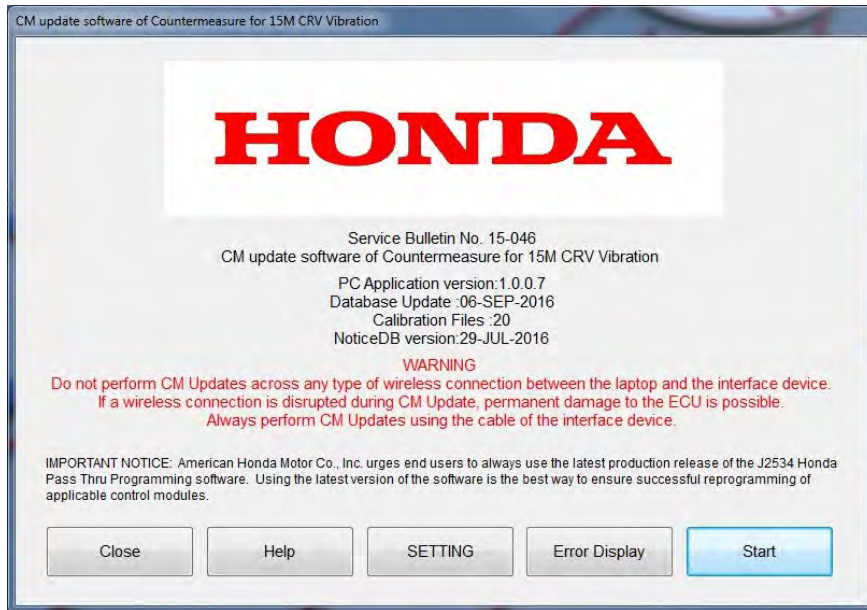 CM update software of Countermeasure for 15M CRV Vibration
HONDA
Service Bulletin No. 15-046
CM update software of Countermeasure for 15M CRV Vibration
PC Application version:1.0.0.7
Database Update :06-SEP-2016
Calibration Files :20
NoticeDB version:29-JUL-2016
WARNING
Do not perform CM Updates across any type of wireless connection between the laptop and the interface device.
If a wireless connection is disrupted during CM Update, permanent damage to the ECU is possible.
Always perform CM Updates using the cable of the interface device.
IMPORTANT NOTICE: American Honda Motor Co., Inc. urges end users to always use the latest production release of the J2534 Honda
Pass Thru Programming software. Using the latest version of the software is the best way to ensure successful reprogramming of
applicable control modules.
Close Help SETTING Error Display Start